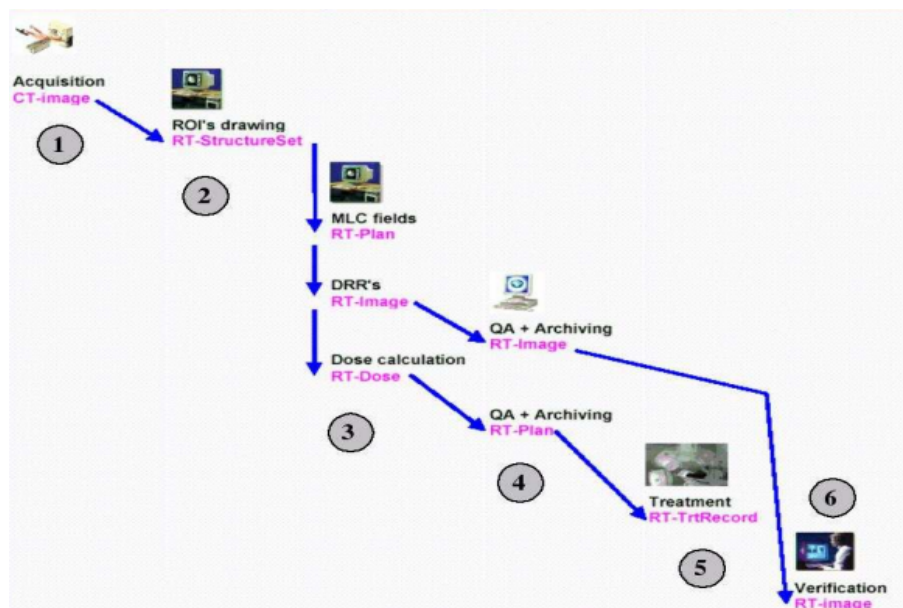 Acquisition
CT-image
1
ROI's drawing
RT-StructureSet
2
MLC fields
RT-Plan
DRR's
RT-Image
Dose calculation
RT-Dose
3
QA + Archiving
RT-Image
QA + Archiving
RT-Plan
4
Treatment
RT-TrtRecord
5
6
Verification
RT-image